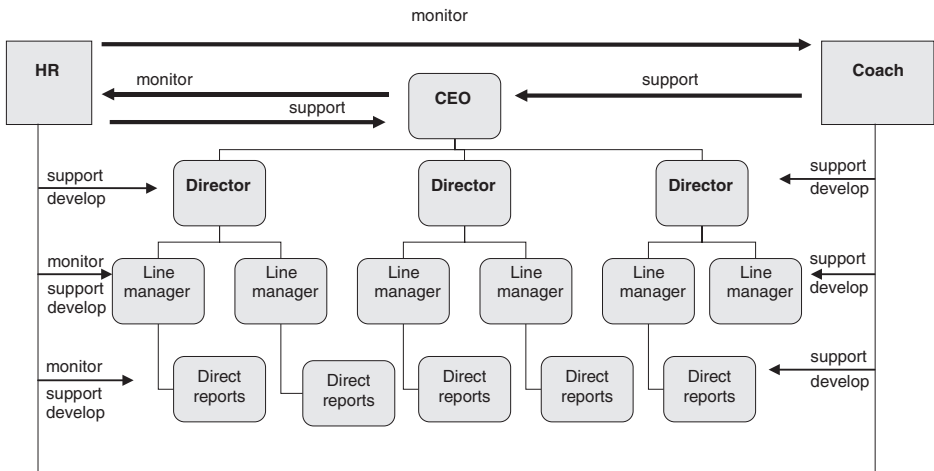 monitor
HR
Coach
monitor
support
CEO
support
support
develop
Director
Director
Director
support
develop
monitor
support
develop
Line
manager
Line
manager
Line
manager
Line
manager
Line
manager
Line
manager
support
develop
monitor
support
develop
Direct
reports
Direct
reports
Direct
reports
Direct
reports
Direct
reports
support
develop